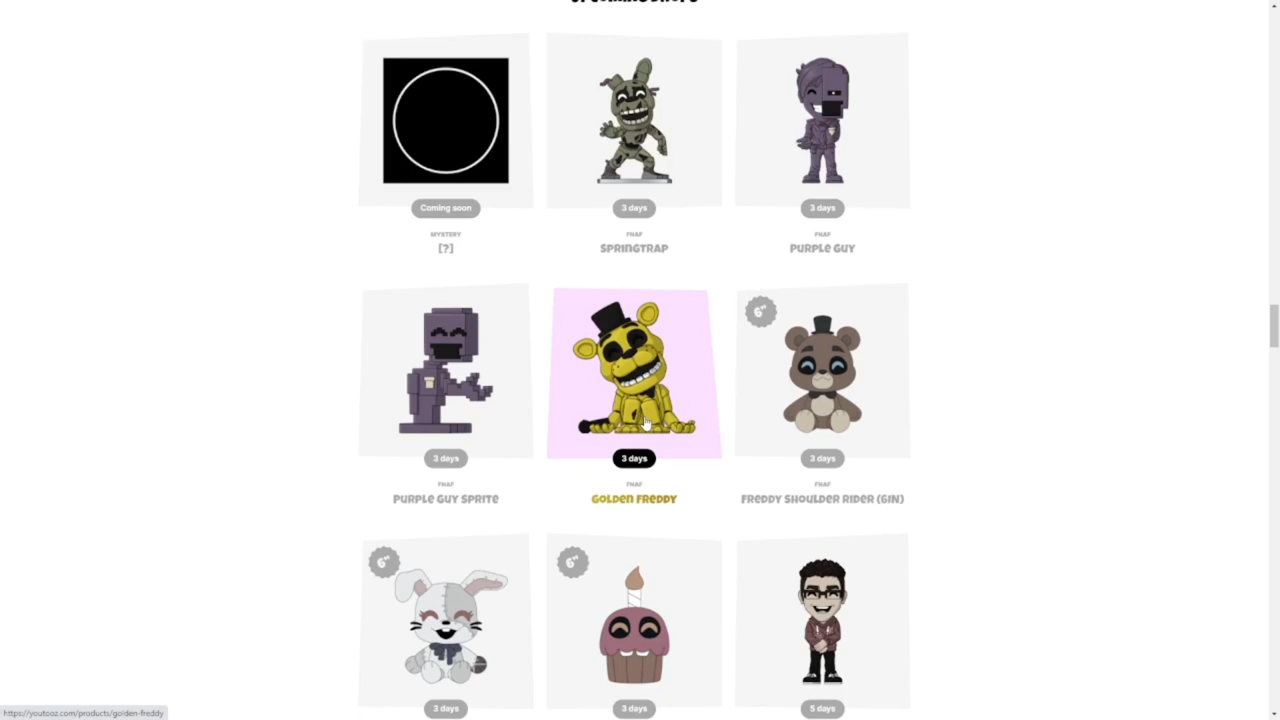 UPCOMING DROPS
Coming soon
3 days
3 days
MYSTERY
FNAF
FNAF
[?]
SPRINGTRAP
PURPLE GUY
6"
3 days
3 days
3 days
FNAF
FNAF
FNAF
PURPLE GUY SPRITE
GOLDEN FREDDY
FREDDY SHOULDER RIDER (6IN)
6"
6"
3 days
3 days
5 days
https://youtooz.com/products/golden-freddy